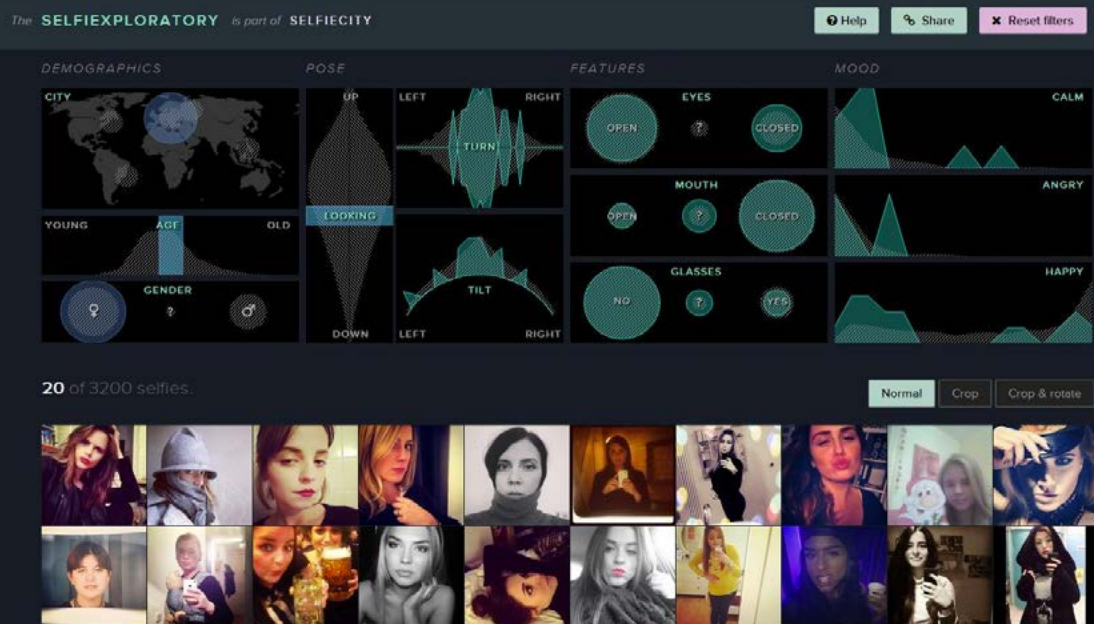 The SELFIEXPLORATORY is part of SELFIECITY
Help Share Reset filters
DEMOGRAPHICS POSE FEATURES MOOD
CITY
YOUNG AGE OLD
GENDER
?
UP
LOOKING
DOWN
LEFT RIGHT
TURN
TILT
LEFT RIGHT
EYES
OPEN ? CLOSED
MOUTH
OPEN ? CLOSED
GLASSES
NO ? YES
CALM
ANGRY
HAPPY
20 of 3200 selfies.
Normal Crop Crop & rotate